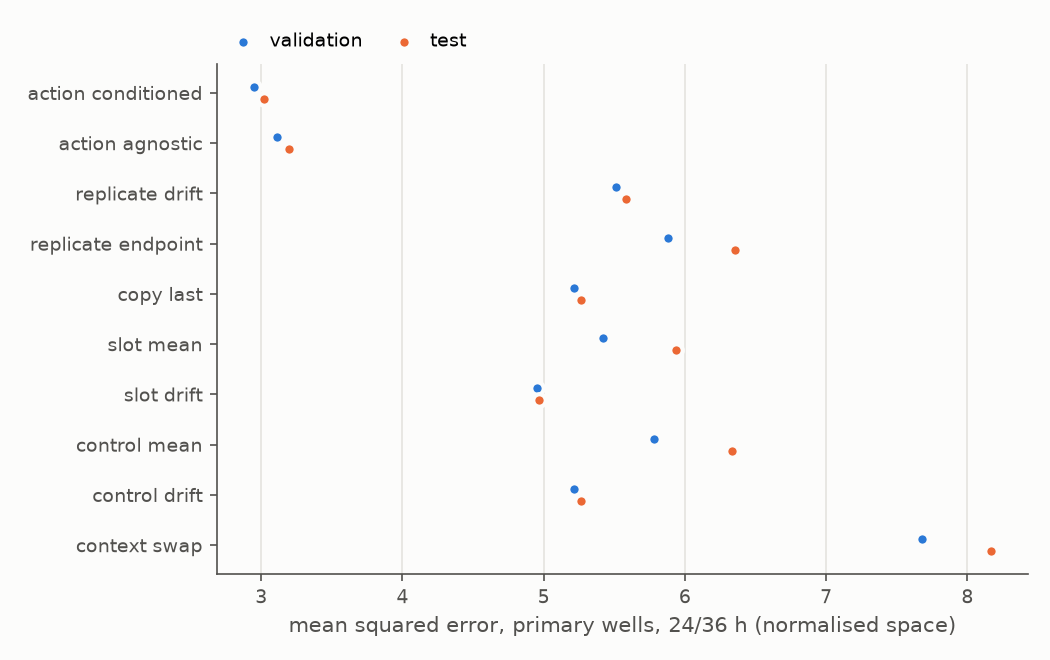 validation test
action conditioned
action agnostic
replicate drift
replicate endpoint
copy last
slot mean
slot drift
control mean
control drift
context swap
3 4 5 6 7 8
mean squared error, primary wells, 24/36 h (normalised space)